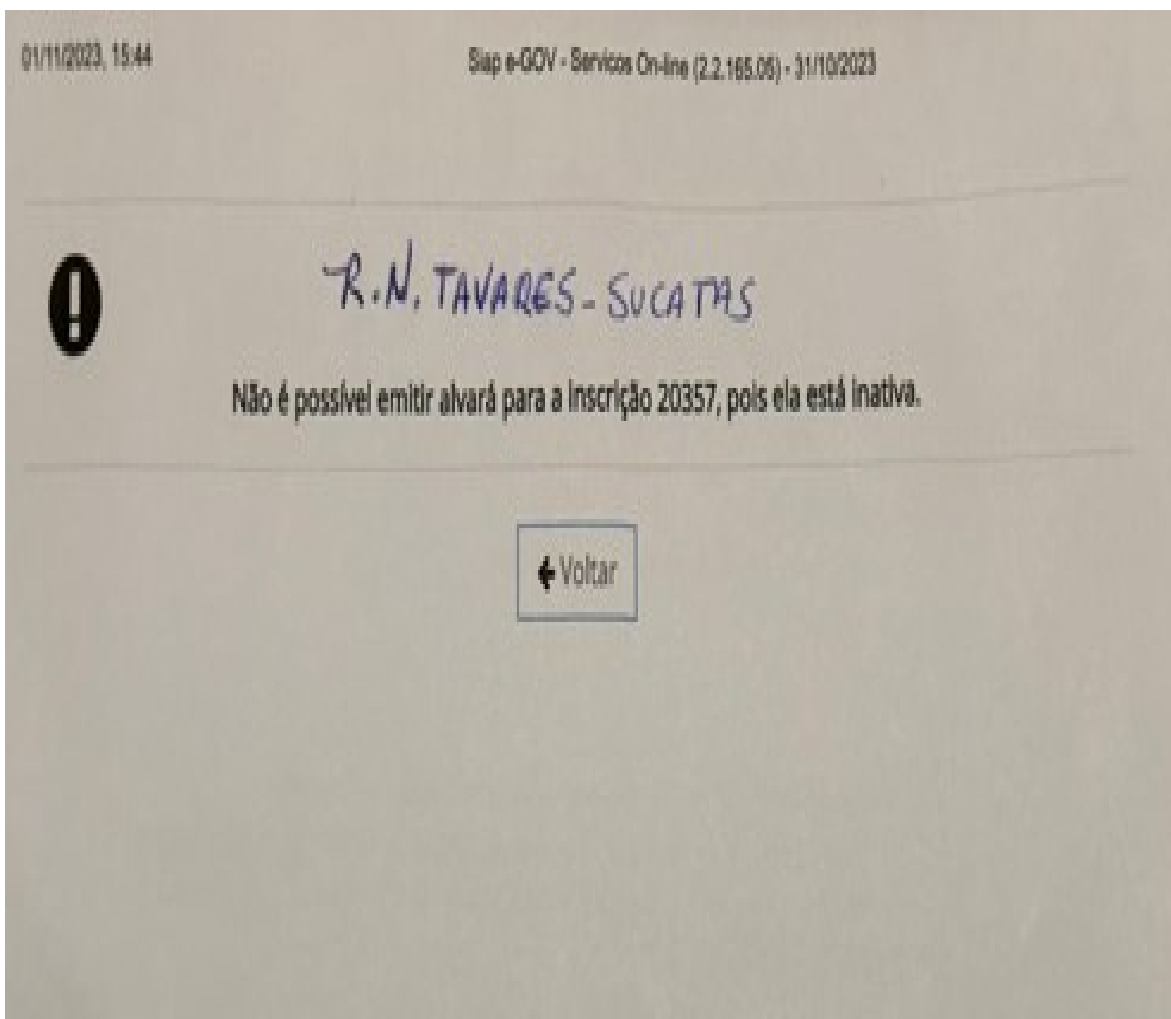 01/11/2023, 15:44
Siap e-GOV - Servicos On-line (2.2.165.05) - 31/10/2023
R.N. TAVARES - SUCATAS
Não é possível emitir alvará para a inscrição 20357, pois ela está inativa.
Voltar